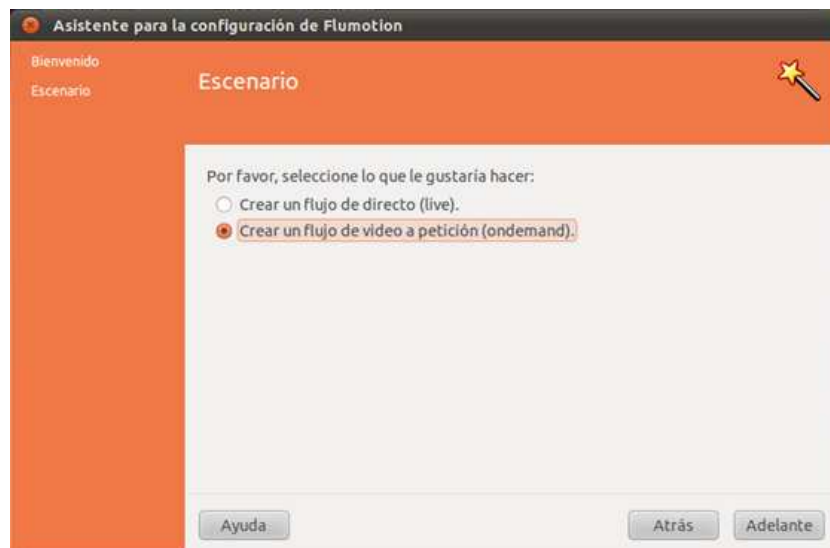 Asistente para la configuración de Flumotion
Bienvenido
Escenario
Escenario
Por favor, seleccione lo que le gustaría hacer:
Crear un flujo de directo (live).
Crear un flujo de video a petición (ondemand).
Ayuda
Atrás
Adelante